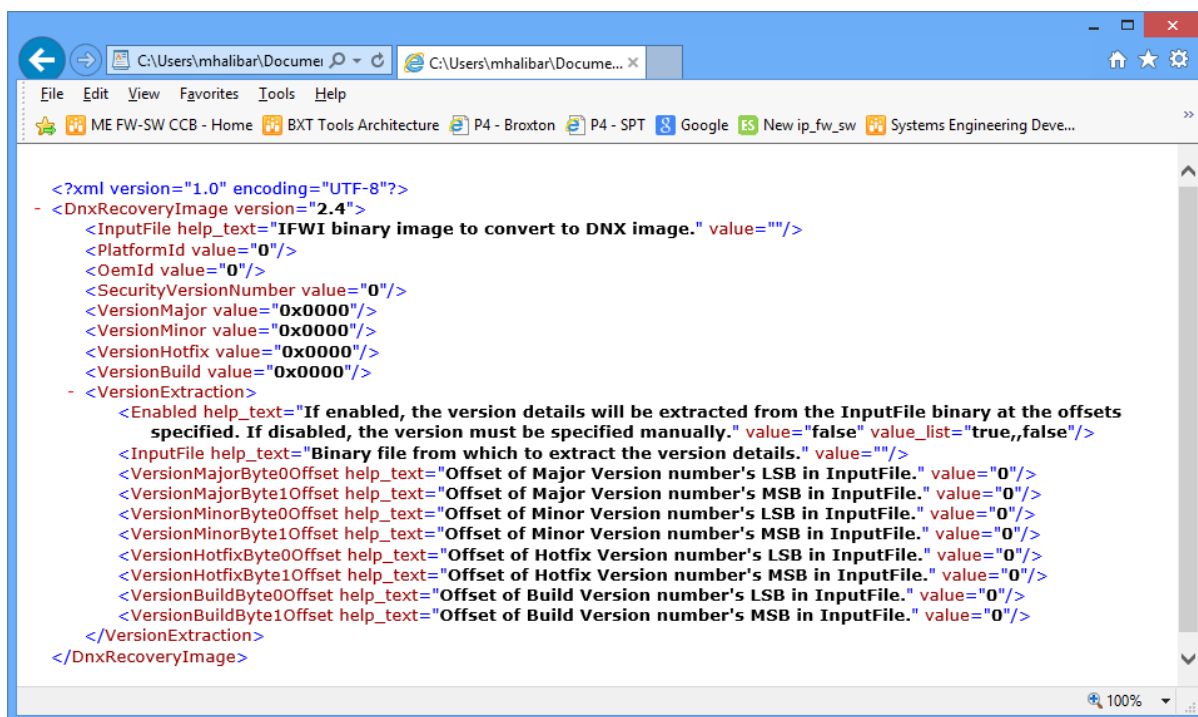 C:\Users\mhalibar\Documei
C:\Users\mhalibar\Docume...
File Edit View Favorites Tools Help
ME FW-SW CCB - Home BXT Tools Architecture P4 - Broxton P4 - SPT 8 Google ES New ip_fw_sw Systems Engineering Deve...
<?xml version="1.0" encoding="UTF-8"?>
- <DnxRecoveryImage version="2.4">
<InputFile help_text="IFWI binary image to convert to DNX image." value=""/>
<PlatformId value="0"/>
<OemId value="0"/>
<SecurityVersionNumber value="0"/>
<VersionMajor value="0x0000"/>
<VersionMinor value="0x0000"/>
<VersionHotfix value="0x0000"/>
<VersionBuild value="0x0000"/>
- <VersionExtraction>
<Enabled help_text="If enabled, the version details will be extracted from the InputFile binary at the offsets
specified. If disabled, the version must be specified manually." value="false" value_list="true,,false"/>
<InputFile help_text="Binary file from which to extract the version details." value=""/>
<VersionMajorByte0Offset help_text="Offset of Major Version number's LSB in InputFile." value="0"/>
<VersionMajorByte1Offset help_text="Offset of Major Version number's MSB in InputFile." value="0"/>
<VersionMinorByte0Offset help_text="Offset of Minor Version number's LSB in InputFile." value="0"/>
<VersionMinorByte1Offset help_text="Offset of Minor Version number's MSB in InputFile." value="0"/>
<VersionHotfixByte0Offset help_text="Offset of Hotfix Version number's LSB in InputFile." value="0"/>
<VersionHotfixByte1Offset help_text="Offset of Hotfix Version number's MSB in InputFile." value="0"/>
<VersionBuildByte0Offset help_text="Offset of Build Version number's LSB in InputFile." value="0"/>
<VersionBuildByte1Offset help_text="Offset of Build Version number's MSB in InputFile." value="0"/>
</VersionExtraction>
</DnxRecoveryImage>
100%